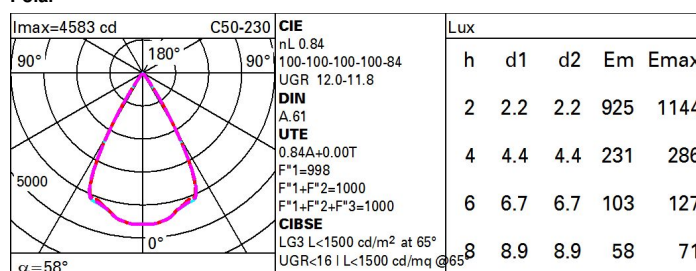 Imax=4583 cd C50-230
90° 180° 90°
5000
0°
α=58°
CIE
nL 0.84
100-100-100-100-84
UGR 12.0-11.8
DIN
A.61
UTE
0.84A+0.00T
F"1=998
F"1+F"2=1000
F"1+F"2+F"3=1000
CIBSE
LG3 L<1500 cd/m² at 65°
UGR<16 | L<1500 cd/mq @65°
Lux
h d1 d2 Em Emax
2 2.2 2.2 925 1144
4 4.4 4.4 231 286
6 6.7 6.7 103 127
8 8.9 8.9 58 71